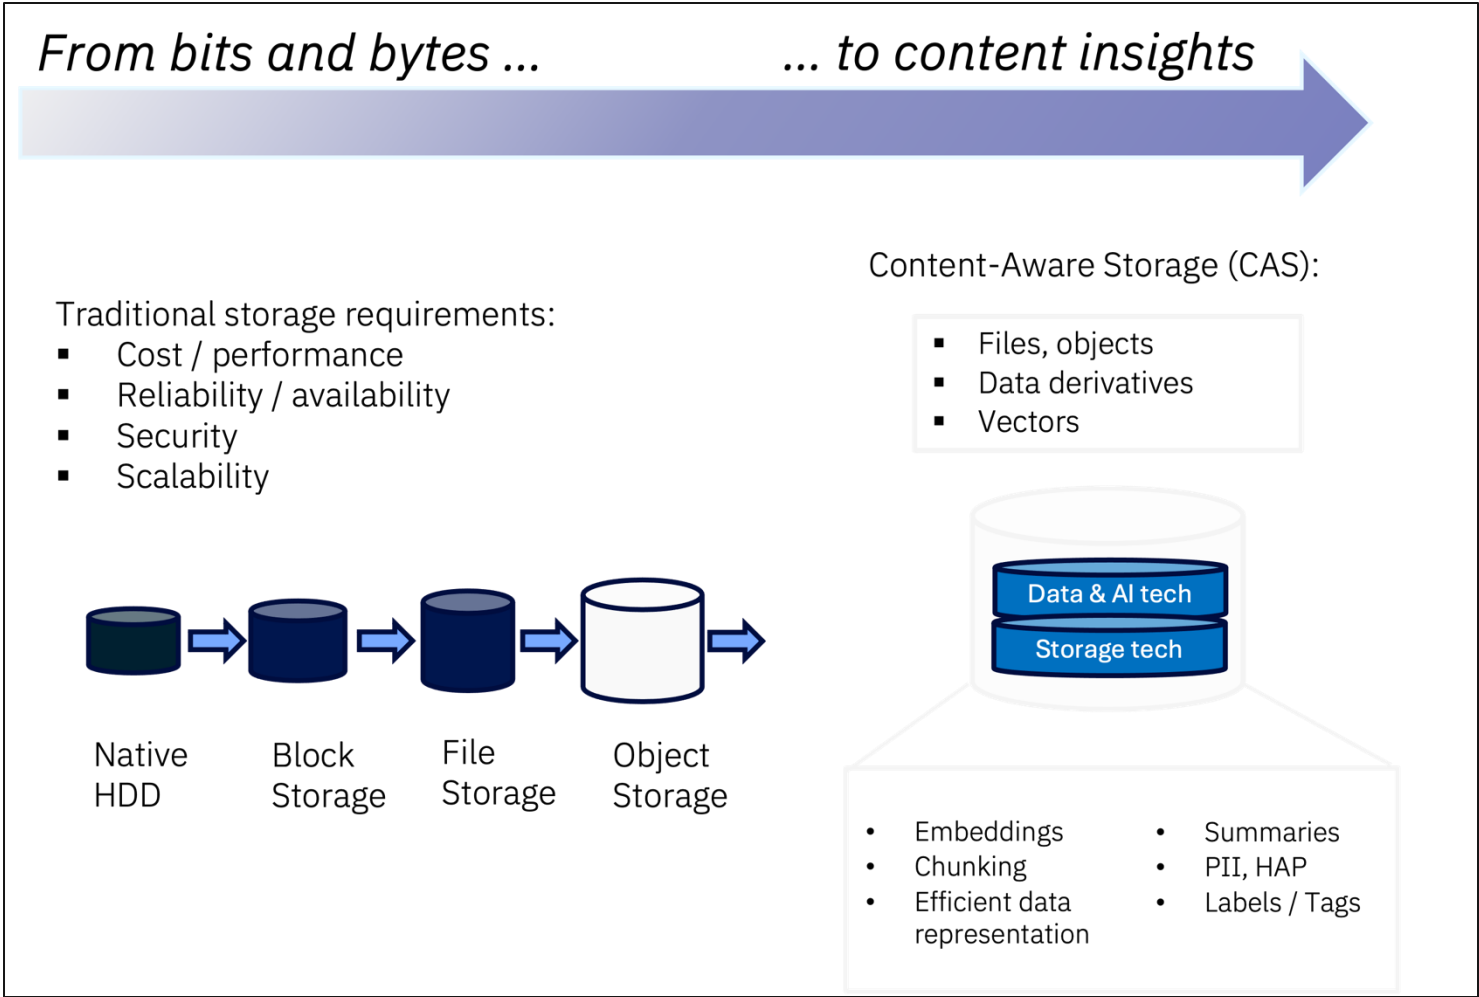 From bits and bytes ...
... to content insights
Traditional storage requirements:
▪ Cost / performance
▪ Reliability / availability
▪ Security
▪ Scalability
Native
HDD
Block
Storage
File
Storage
Object
Storage
Content-Aware Storage (CAS):
▪ Files, objects
▪ Data derivatives
▪ Vectors
Data & AI tech
Storage tech
• Embeddings
• Chunking
• Efficient data
representation
• Summaries
• PII, HAP
• Labels / Tags